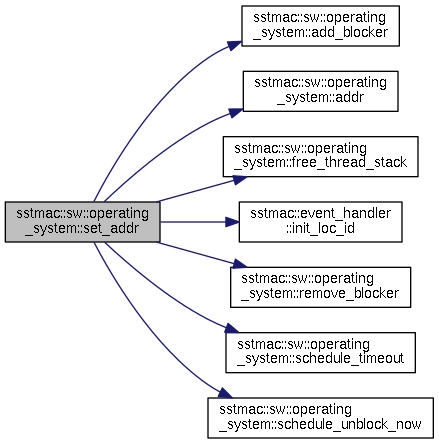 sstmac::sw::operating
_system::set_addr
sstmac::sw::operating
_system::add_blocker
sstmac::sw::operating
_system::addr
sstmac::sw::operating
_system::free_thread_stack
sstmac::event_handler
::init_loc_id
sstmac::sw::operating
_system::remove_blocker
sstmac::sw::operating
_system::schedule_timeout
sstmac::sw::operating
_system::schedule_unblock_now